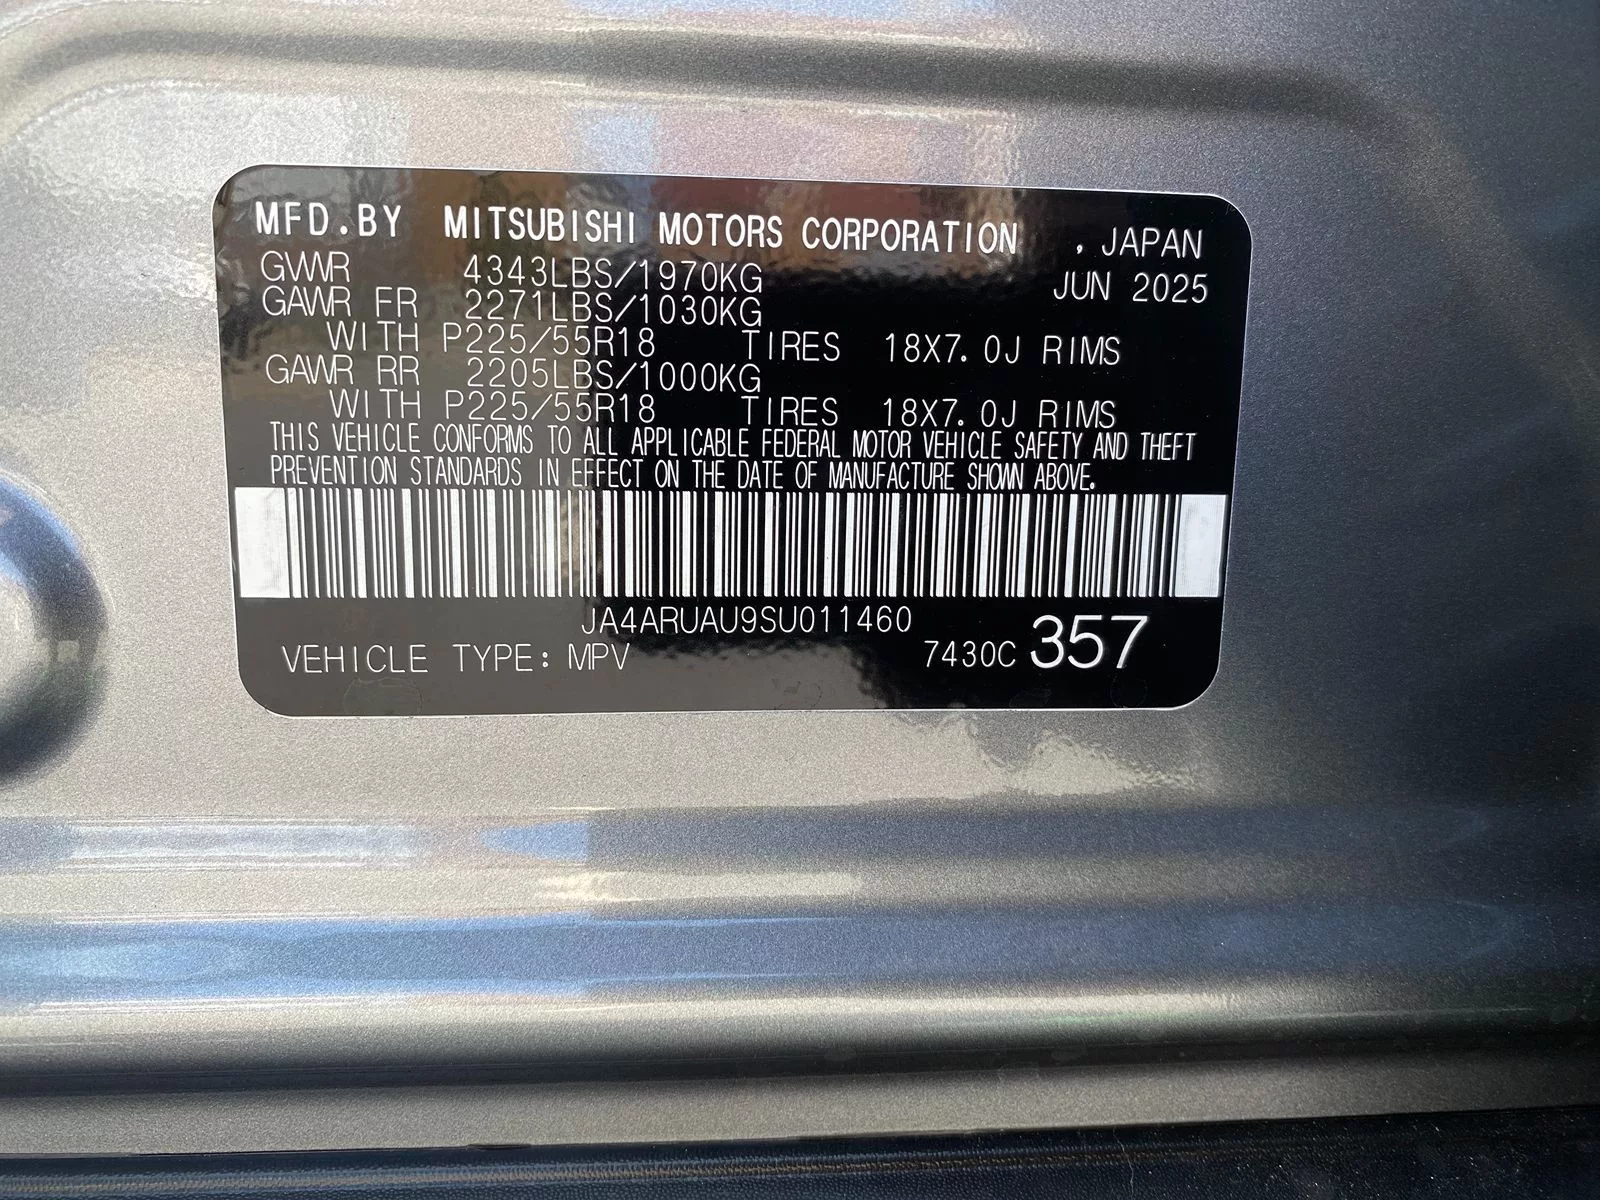 MFD.BY MITSUBISHI MOTORS CORPORATION , JAPAN
GVWR 4343LBS/1970KG JUN 2025
GAWR FR 2271LBS/1030KG
WITH P225/55R18 TIRES 18X7.0J RIMS
GAWR RR 2205LBS/1000KG
WITH P225/55R18 TIRES 18X7.0J RIMS
THIS VEHICLE CONFORMS TO ALL APPLICABLE FEDERAL MOTOR VEHICLE SAFETY AND THEFT
PREVENTION STANDARDS IN EFFECT ON THE DATE OF MANUFACTURE SHOWN ABOVE.
JA4ARUAU9SU011460
VEHICLE TYPE: MPV 7430C 357